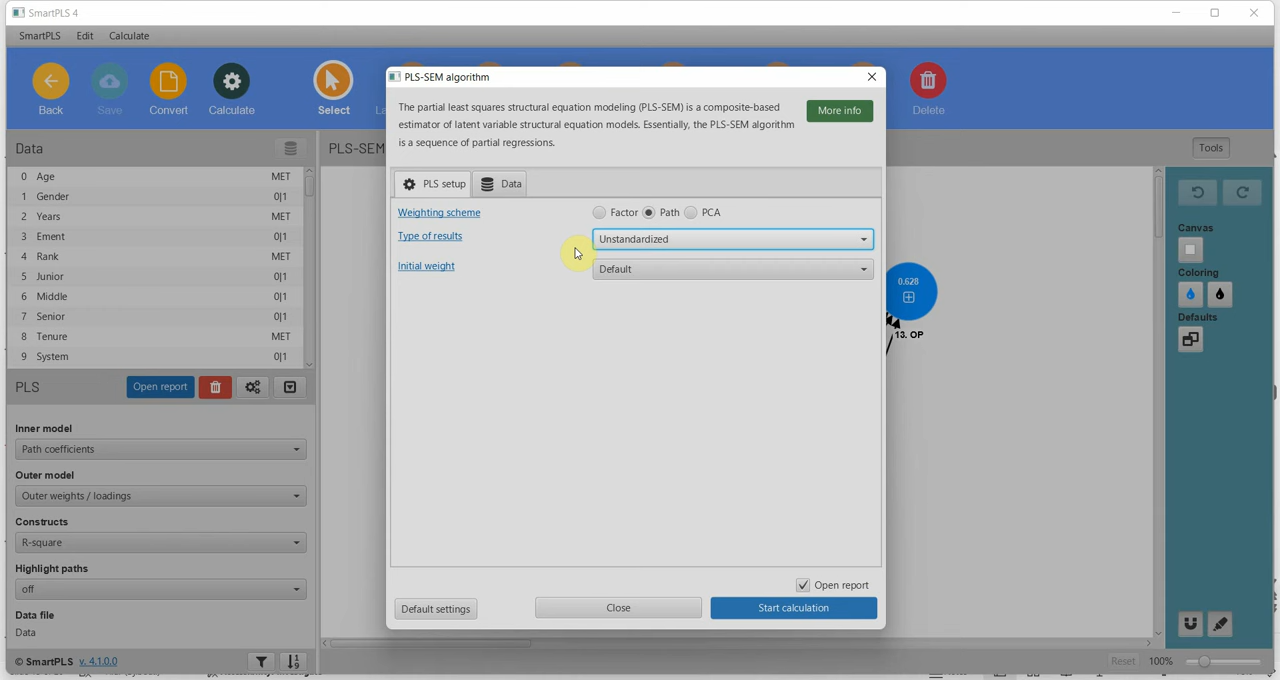 SmartPLS 4
SmartPLS Edit Calculate
Back Save Convert Calculate Select Delete
PLS-SEM algorithm
The partial least squares structural equation modeling (PLS-SEM) is a composite-based
estimator of latent variable structural equation models. Essentially, the PLS-SEM algorithm
is a sequence of partial regressions.
More info
PLS setup Data
Weighting scheme Factor Path PCA
Type of results Unstandardized
Initial weight Default
Open report
Default settings Close Start calculation
Data
0 Age MET
1 Gender 0|1
2 Years MET
3 Ement 0|1
4 Rank MET
5 Junior 0|1
6 Middle 0|1
7 Senior 0|1
8 Tenure MET
9 System 0|1
PLS Open report
Inner model
Path coefficients
Outer model
Outer weights / loadings
Constructs
R-square
Highlight paths
off
Data file
Data
© SmartPLS v. 4.1.0.0
PLS-SEM
0.628
13. OP
Tools
Canvas
Coloring
Defaults
Reset 100%